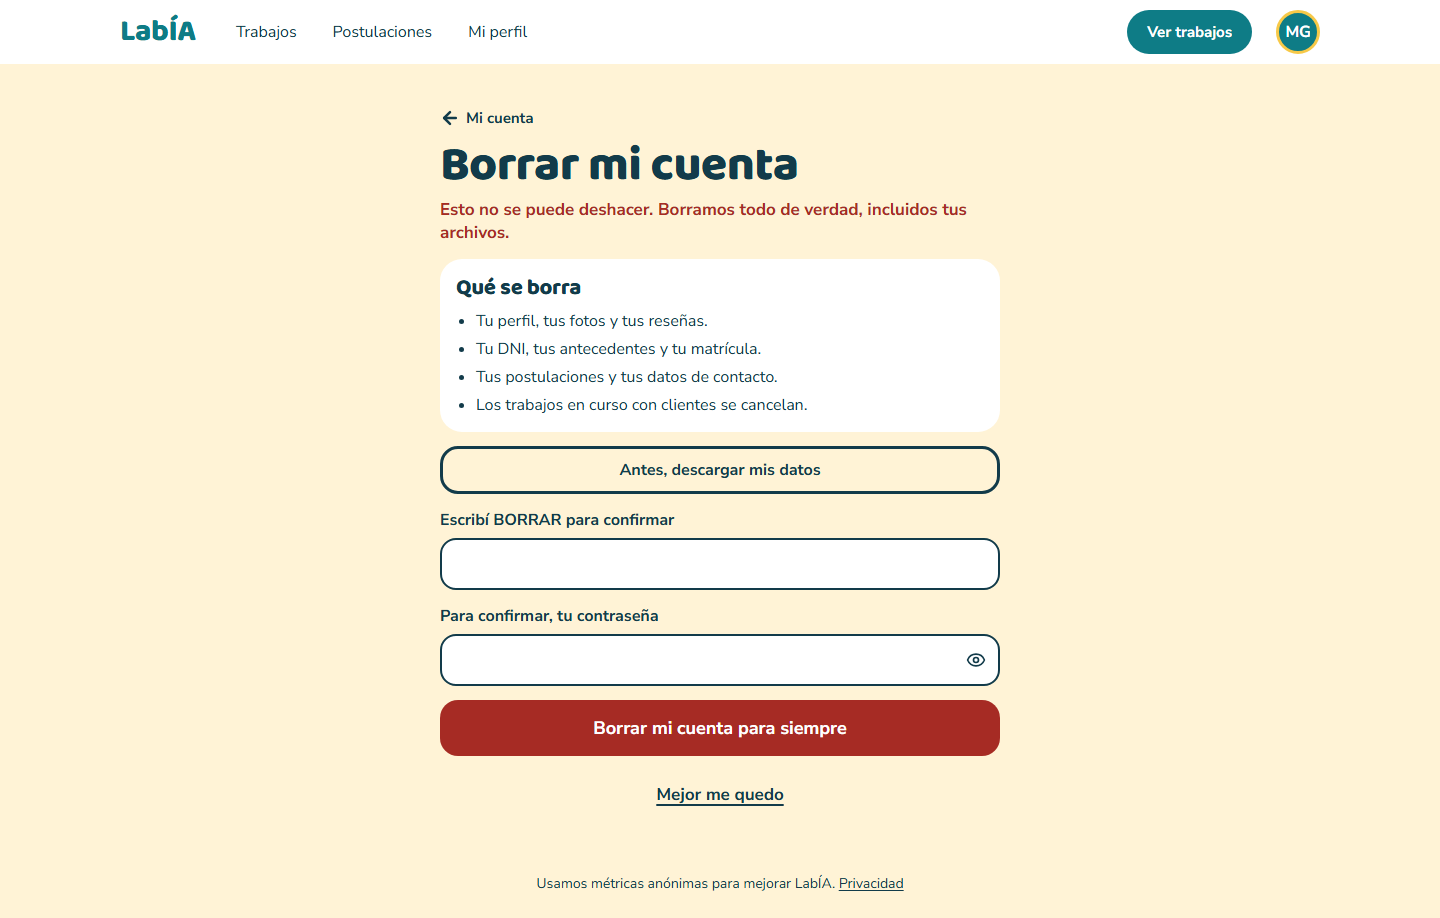 LabÍA
Trabajos
Postulaciones
Mi perfil
Ver trabajos
MG
Mi cuenta
Borrar mi cuenta
Esto no se puede deshacer. Borramos todo de verdad, incluidos tus
archivos.
Qué se borra
Tu perfil, tus fotos y tus reseñas.
Tu DNI, tus antecedentes y tu matrícula.
Tus postulaciones y tus datos de contacto.
Los trabajos en curso con clientes se cancelan.
Antes, descargar mis datos
Escribí BORRAR para confirmar
Para confirmar, tu contraseña
Borrar mi cuenta para siempre
Mejor me quedo
Usamos métricas anónimas para mejorar LabÍA. Privacidad